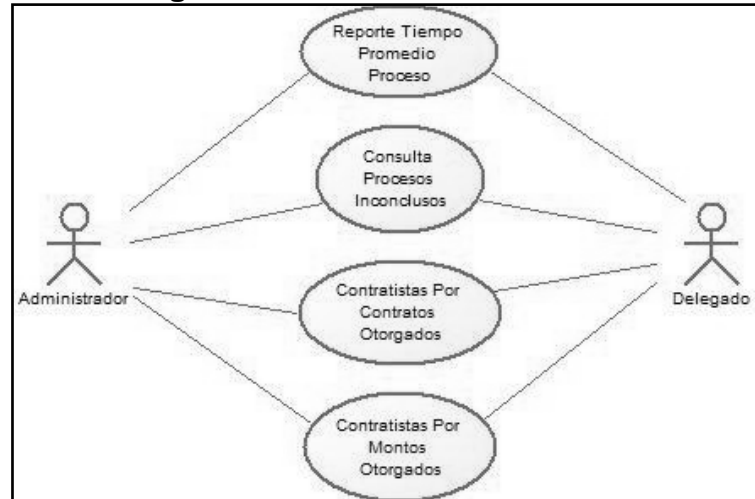 Reporte Tiempo
Promedio
Proceso
Consulta
Procesos
Inconclusos
Administrador
Delegado
Contratistas Por
Contratos
Otorgados
Contratistas Por
Montos
Otorgados